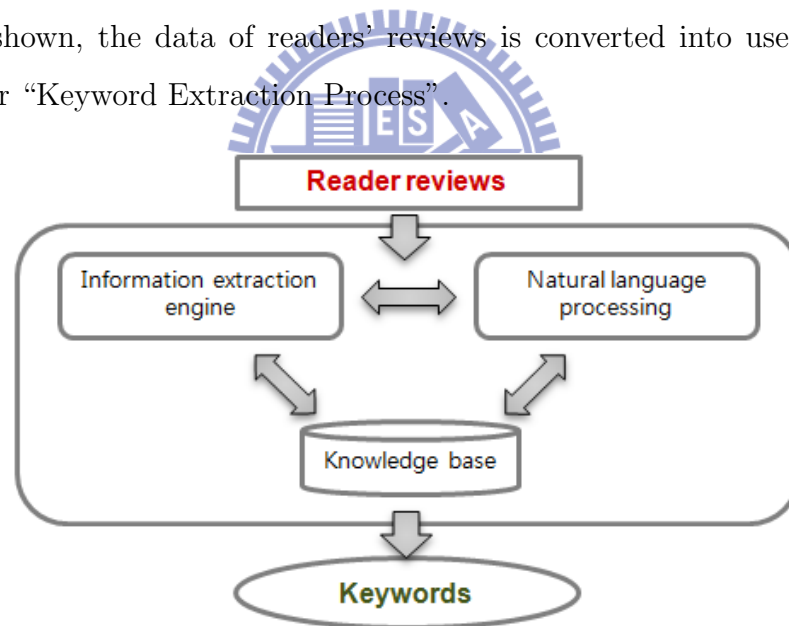 shown, the data of readers’ reviews is converted into use
r “Keyword Extraction Process”.
ESA
Reader reviews
Information extraction
engine
Natural language
processing
Knowledge base
Keywords